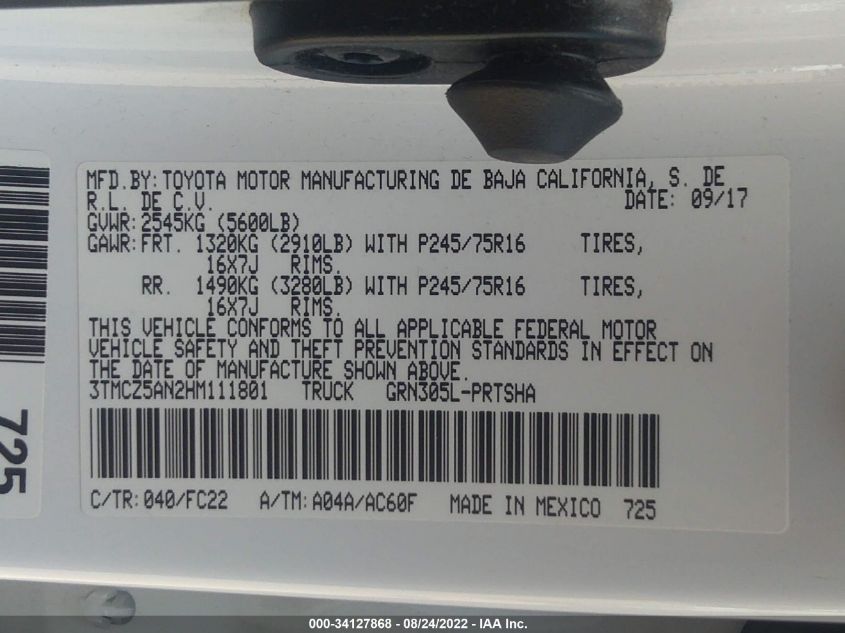 MFD.BY: TOYOTA MOTOR MANUFACTURING DE BAJA CALIFORNIA, S. DE
R.L. DE C.V. DATE: 09/17
GVWR: 2545KG (5600LB)
GAWR: FRT. 1320KG (2910LB) WITH P245/75R16 TIRES,
16X7J RIMS.
RR. 1490KG (3280LB) WITH P245/75R16 TIRES,
16X7J RIMS.
THIS VEHICLE CONFORMS TO ALL APPLICABLE FEDERAL MOTOR
VEHICLE SAFETY AND THEFT PREVENTION STANDARDS IN EFFECT ON
THE DATE OF MANUFACTURE SHOWN ABOVE.
3TMCZ5AN2HM111801 TRUCK GRN305L-PRTSHA
C/TR: 040/FC22 A/TM: A04A/AC60F MADE IN MEXICO 725
725
000-34127868 - 08/24/2022 - IAA Inc.